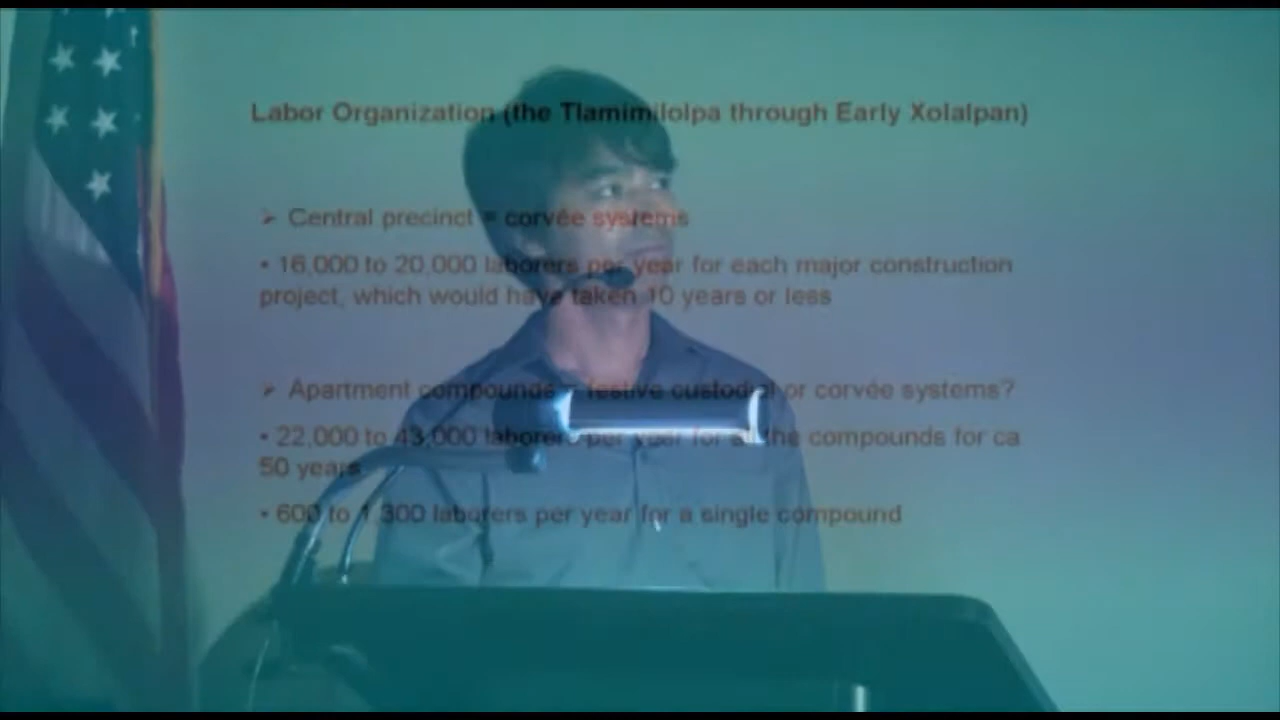 Labor Organization (the Tlamimilolpa through Early Xolalpan)
➢ Central precinct = corvée systems
• 16,000 to 20,000 laborers per year for each major construction
project, which would have taken 10 years or less
➢ Apartment compounds = festive custodial or corvée systems?
• 22,000 to 43,000 laborers per year for all the compounds for ca
50 years
• 600 to 1,300 laborers per year for a single compound